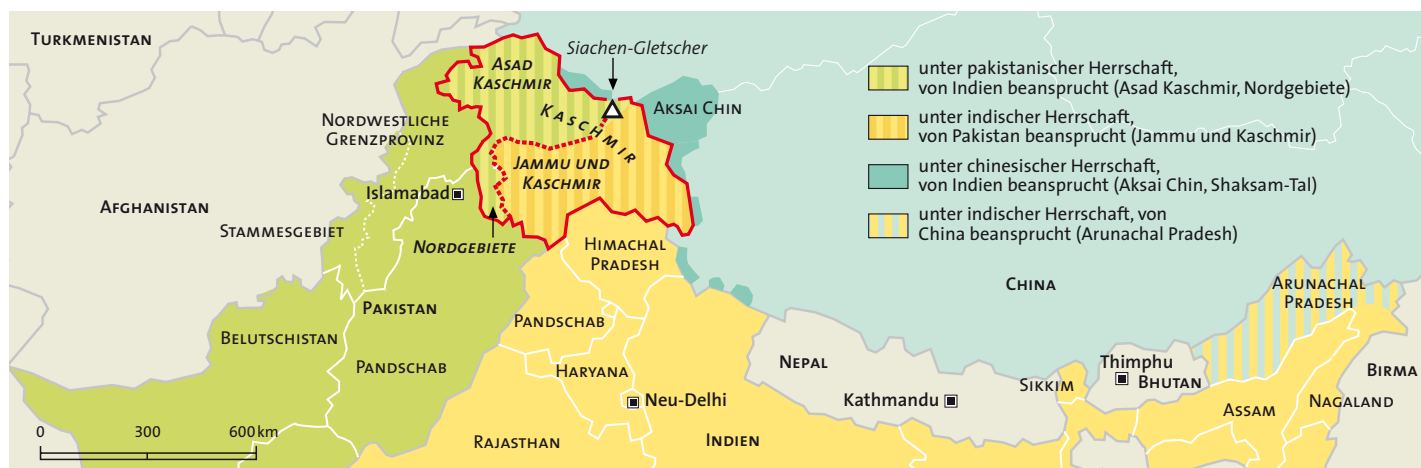 TURKMENISTAN
Siachen-Gletscher
ASAD
KASCHMIR
AKSAI CHIN
KASCHMIR
NORDWESTLICHE
GRENZPROVINZ
JAMMU UND
KASCHMIR
Islamabad
AFGHANISTAN
STAMMESGEBIET
NORDGEBIETE
HIMACHAL
PRADESH
unter pakistanischer Herrschaft,
von Indien beansprucht (Asad Kaschmir, Nordgebiete)
unter indischer Herrschaft,
von Pakistan beansprucht (Jammu und Kaschmir)
unter chinesischer Herrschaft,
von Indien beansprucht (Aksai Chin, Shaksam-Tal)
unter indischer Herrschaft, von
China beansprucht (Arunachal Pradesh)
CHINA
ARUNACHAL
PRADESH
PAKISTAN
PANDSCHAB
BELUTSCHISTAN
PANDSCHAB
HARYANA
NEPAL
Thimphu
BHUTAN
BIRMA
SIKKIM
Neu-Delhi
Kathmandu
NAGALAND
ASSAM
RAJASTHAN
INDIEN
0 300 600 km